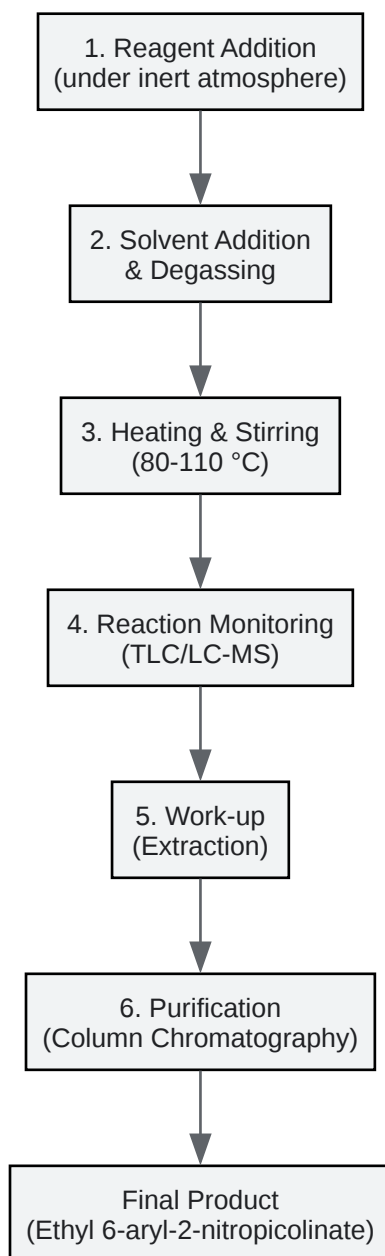 1. Reagent Addition
(under inert atmosphere)
2. Solvent Addition
& Degassing
3. Heating & Stirring
(80-110 °C)
4. Reaction Monitoring
(TLC/LC-MS)
5. Work-up
(Extraction)
6. Purification
(Column Chromatography)
Final Product
(Ethyl 6-aryl-2-nitropicolinate)